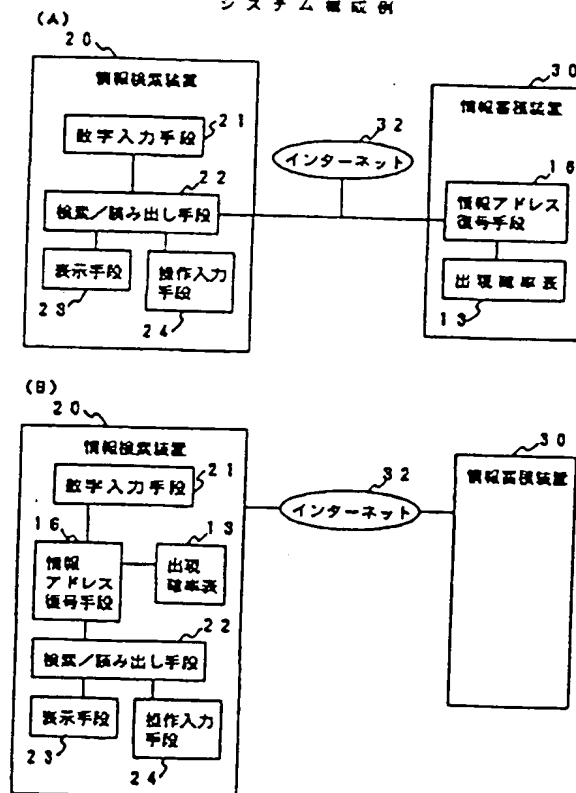 システム構成例
(A)
20
情報検索装置
21
数字入力手段
22
検索/読み出し手段
表示手段
23
操作入力
手段
24
32
インターネット
30
情報蓄積装置
16
情報アドレス
復号手段
出現確率表
13
(B)
20
情報検索装置
21
数字入力手段
16
情報
アドレス
復号手段
13
出現
確率表
22
検索/読み出し手段
表示手段
23
操作入力
手段
24
32
インターネット
30
情報蓄積装置